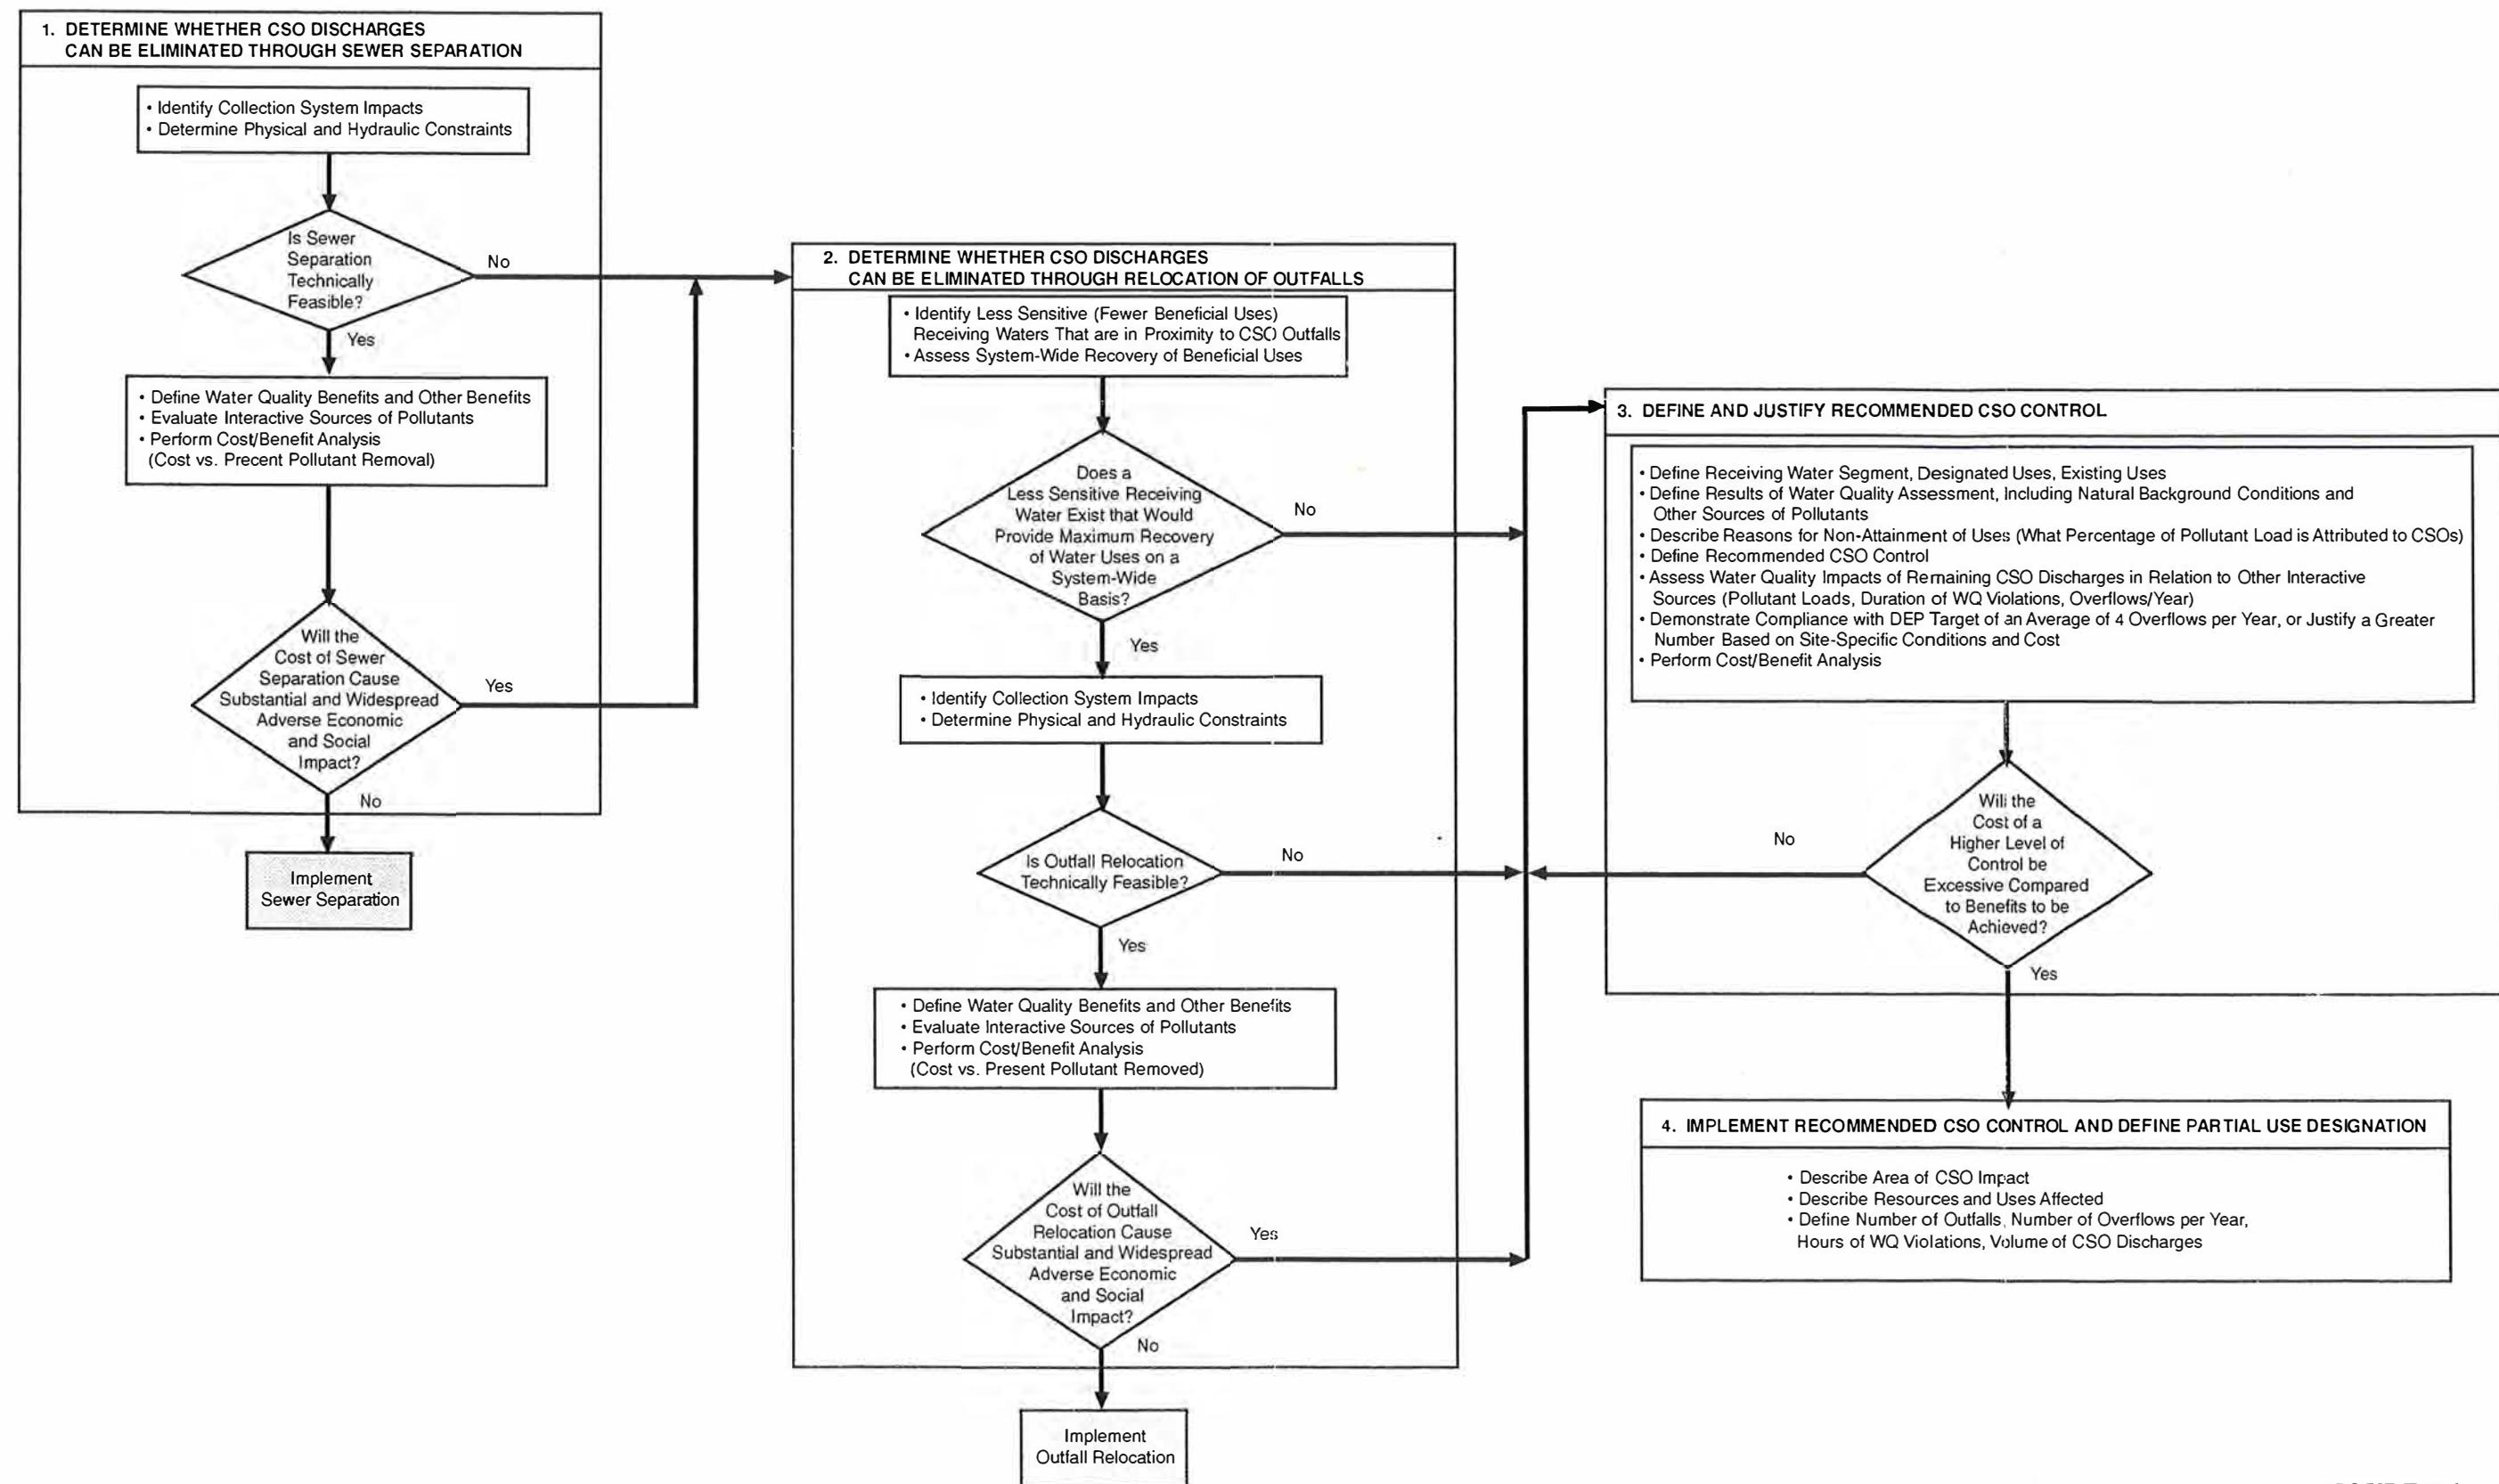 1. DETERMINE WHETHER CSO DISCHARGES
CAN BE ELIMINATED THROUGH SEWER SEPARATION
• Identify Collection System Impacts
• Determine Physical and Hydraulic Constraints
Is Sewer
Separation
Technically
Feasible?
No
Yes
• Define Water Quality Benefits and Other Benefits
• Evaluate Interactive Sources of Pollutants
• Perform Cost/Benefit Analysis
(Cost vs. Precent Pollutant Removal)
Will the
Cost of Sewer
Separation Cause
Substantial and Widespread
Adverse Economic
and Social
Impact?
Yes
No
Implement
Sewer Separation
2. DETERMINE WHETHER CSO DISCHARGES
CAN BE ELIMINATED THROUGH RELOCATION OF OUTFALLS
• Identify Less Sensitive (Fewer Beneficial Uses)
Receiving Waters That are in Proximity to CSO Outfalls
• Assess System-Wide Recovery of Beneficial Uses
Does a
Less Sensitive Receiving
Water Exist that Would
Provide Maximum Recovery
of Water Uses on a
System-Wide
Basis?
No
Yes
• Identify Collection System Impacts
• Determine Physical and Hydraulic Constraints
Is Outfall Relocation
Technically Feasible?
No
Yes
• Define Water Quality Benefits and Other Benefits
• Evaluate Interactive Sources of Pollutants
• Perform Cost/Benefit Analysis
(Cost vs. Present Pollutant Removed)
Will the
Cost of Outfall
Relocation Cause
Substantial and Widespread
Adverse Economic
and Social
Impact?
Yes
No
Implement
Outfall Relocation
3. DEFINE AND JUSTIFY RECOMMENDED CSO CONTROL
• Define Receiving Water Segment, Designated Uses, Existing Uses
• Define Results of Water Quality Assessment, Including Natural Background Conditions and
Other Sources of Pollutants
• Describe Reasons for Non-Attainment of Uses (What Percentage of Pollutant Load is Attributed to CSOs)
• Define Recommended CSO Control
• Assess Water Quality Impacts of Remaining CSO Discharges in Relation to Other Interactive
Sources (Pollutant Loads, Duration of WQ Violations, Overflows/Year)
• Demonstrate Compliance with DEP Target of an Average of 4 Overflows per Year, or Justify a Greater
Number Based on Site-Specific Conditions and Cost
• Perform Cost/Benefit Analysis
Will the
Cost of a
Higher Level of
Control be
Excessive Compared
to Benefits to be
Achieved?
No
Yes
4. IMPLEMENT RECOMMENDED CSO CONTROL AND DEFINE PARTIAL USE DESIGNATION
• Describe Area of CSO Impact
• Describe Resources and Uses Affected
• Define Number of Outfalls, Number of Overflows per Year,
Hours of WQ Violations, Volume of CSO Discharges